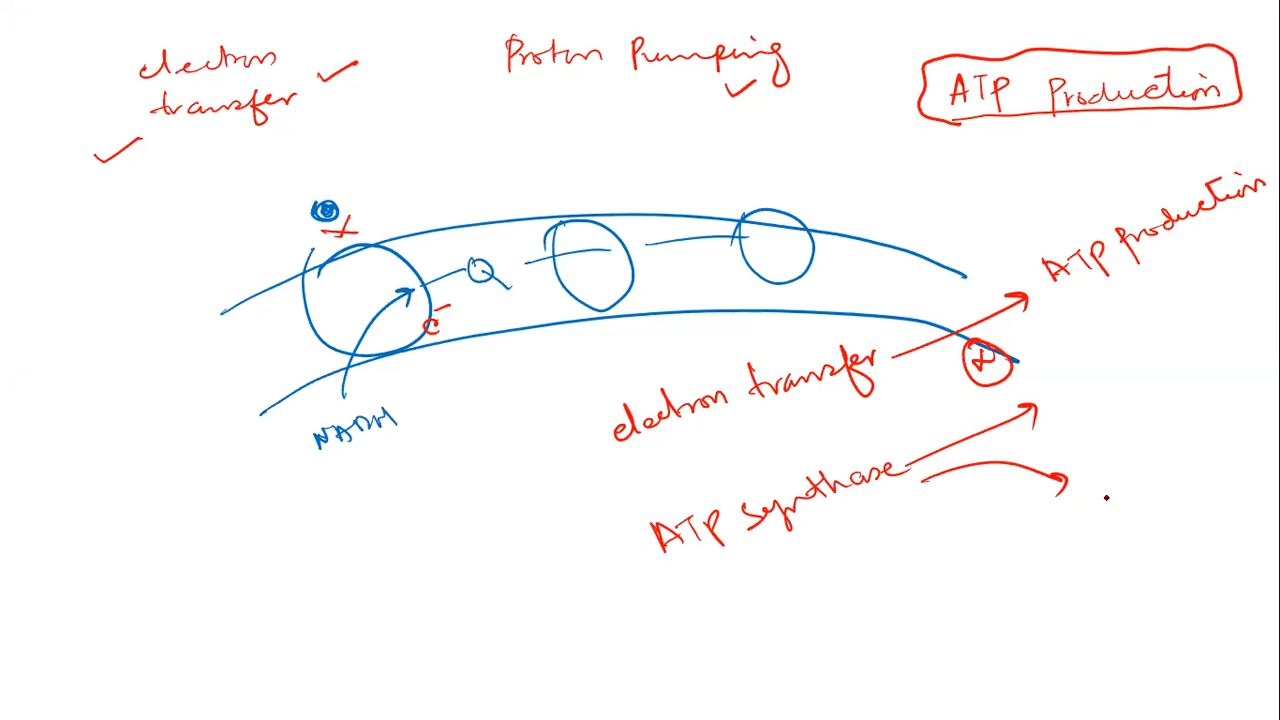 electron
transfer
Proton Pumping
ATP Production
Q
e-
NADH
electron transfer
ATP Production
ATP synthase